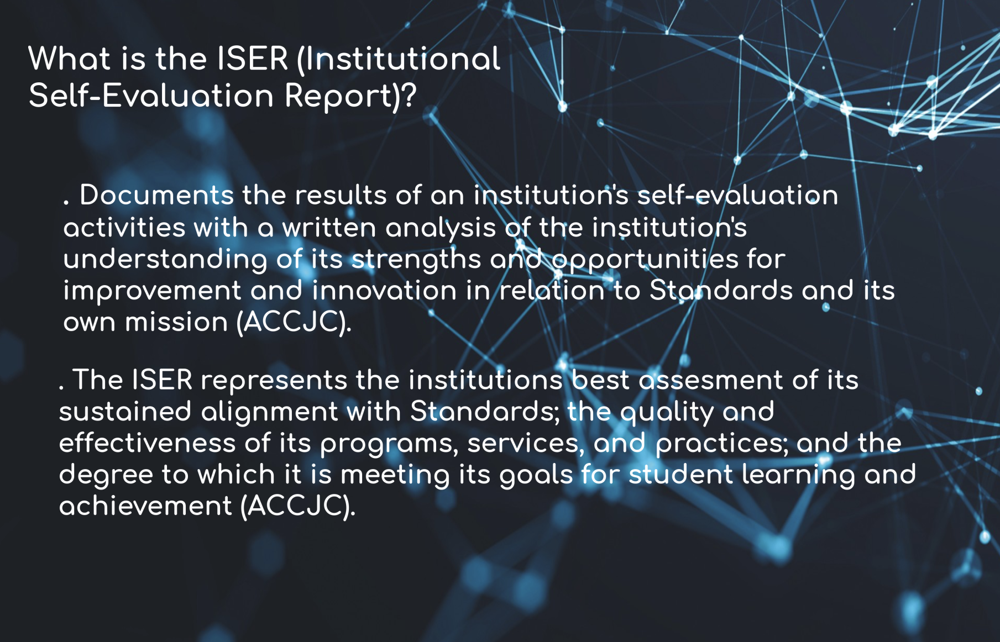 What is the ISER (Institutional
Self-Evaluation Report)?
. Documents the results of an institution's self-evaluation
activities with a written analysis of the institution's
understanding of its strengths and opportunities for
improvement and innovation in relation to Standards and its
own mission (ACCJC).
. The ISER represents the institutions best assesment of its
sustained alignment with Standards; the quality and
effectiveness of its programs, services, and practices; and the
degree to which it is meeting its goals for student learning and
achievement (ACCJC).